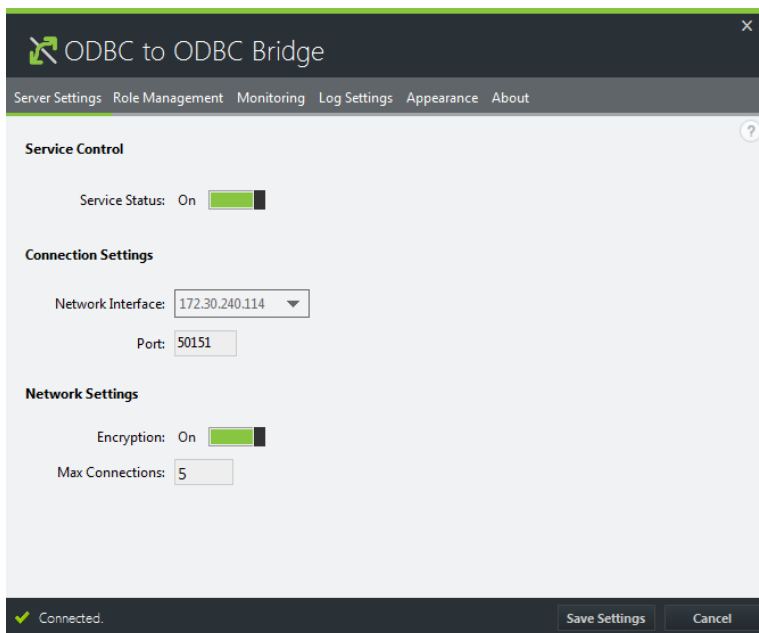 ODBC to ODBC Bridge
Server Settings Role Management Monitoring Log Settings Appearance About
?
Service Control
Service Status: On
Connection Settings
Network Interface: 172.30.240.114
Port: 50151
Network Settings
Encryption: On
Max Connections: 5
Connected. Save Settings Cancel